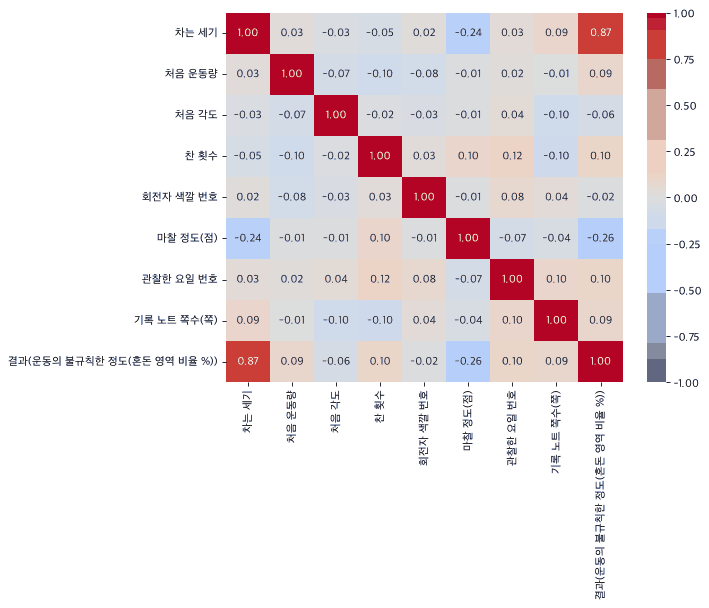 차는 세기 1.00 0.03 -0.03 -0.05 0.02 -0.24 0.03 0.09 0.87
처음 운동량 0.03 1.00 -0.07 -0.10 -0.08 -0.01 0.02 -0.01 0.09
처음 각도 -0.03 -0.07 1.00 -0.02 -0.03 -0.01 0.04 -0.10 -0.06
찬 횟수 -0.05 -0.10 -0.02 1.00 0.03 0.10 0.12 -0.10 0.10
회전자 색깔 번호 0.02 -0.08 -0.03 0.03 1.00 -0.01 0.08 0.04 -0.02
마찰 정도(점) -0.24 -0.01 -0.01 0.10 -0.01 1.00 -0.07 -0.04 -0.26
관찰한 요일 번호 0.03 0.02 0.04 0.12 0.08 -0.07 1.00 0.10 0.10
기록 노트 쪽수(쪽) 0.09 -0.01 -0.10 -0.10 0.04 -0.04 0.10 1.00 0.09
결과(운동의 불규칙한 정도(혼돈 영역 비율 %)) 0.87 0.09 -0.06 0.10 -0.02 -0.26 0.10 0.09 1.00
차는 세기
처음 운동량
처음 각도
찬 횟수
회전자 색깔 번호
마찰 정도(점)
관찰한 요일 번호
기록 노트 쪽수(쪽)
결과(운동의 불규칙한 정도(혼돈 영역 비율 %))
1.00
0.75
0.50
0.25
0.00
-0.25
-0.50
-0.75
-1.00